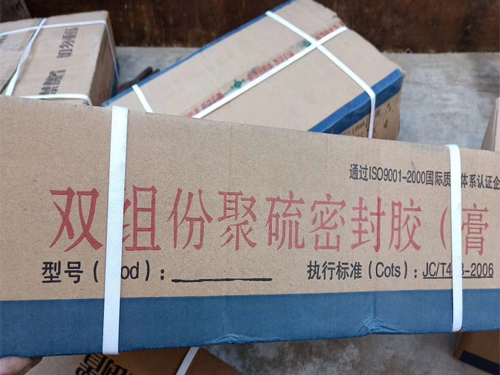 通过ISO9001-2000国际质 体系认证企
双组份聚硫密封胶（膏
型号( od)：
执行标准(Cots)：JC/T4 3-2006